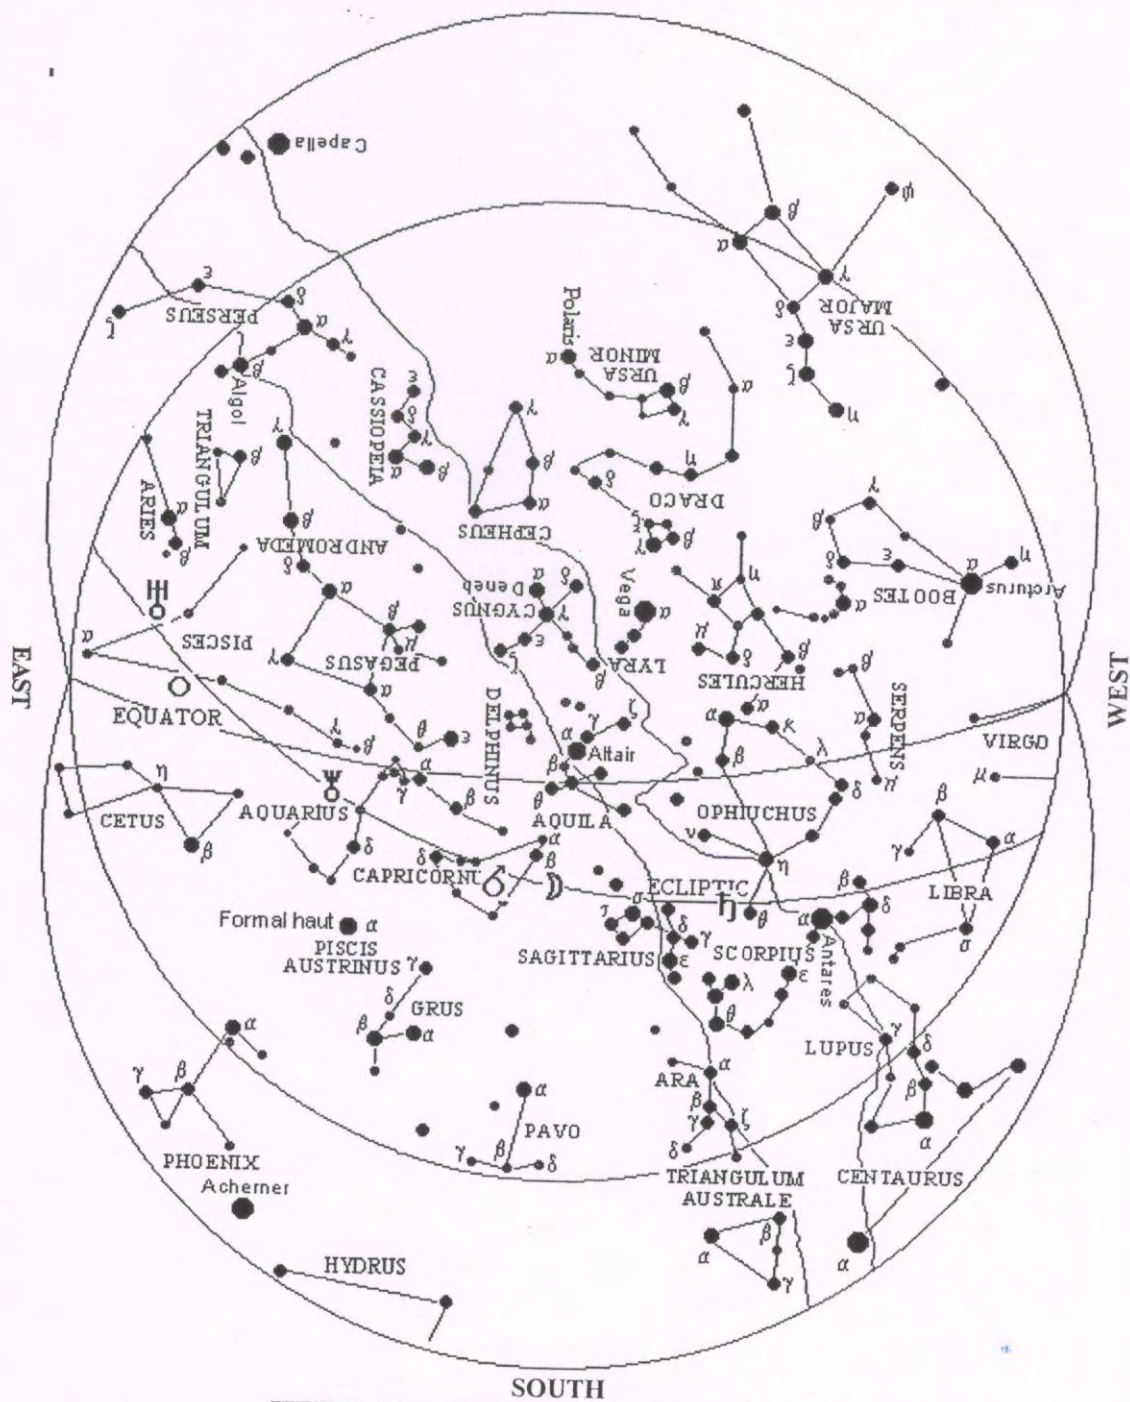 Capella
ψ
β
α
γ
URSA
MAJOR
δ
ε
ζ
η
ε
PERSEUS
δ
α
γ
ζ
β
Algol
Polaris
α
URSA
MINOR
β
γ
α
CASSIOPEIA
ε
δ
γ
α
β
γ
β
α
CEPHEUS
TRIANGULUM
β
γ
ARIES
α
β
β
ANDROMEDA
δ
α
η
δ
DRACO
ξ
β
γ
γ
β
δ
ε
α
η
BOOTES
Arcturus
α
PISCES
α
β
μ
PEGASUS
γ
α
Deneb
α
CYGNUS
δ
γ
ε
ζ
β
Vega
α
LYRA
π
η
μ
δ
β
HERCULES
α
EAST
WEST
EQUATOR
γ
β
θ
ε
DELPHINUS
ζ
γ
α
Altair
β
θ
AQUILA
α
κ
β
λ
SERPENS
β
α
μ
VIRGO
μ
η
CETUS
β
AQUARIUS
γ
α
β
δ
OPHIUCHUS
δ
ν
η
β
α
γ
LIBRA
σ
CAPRICORNU
α
β
ECLIPTIC
θ
Formal haut
α
PISCIS
AUSTRINUS
τ
σ
δ
γ
ε
SAGITTARIUS
SCORPIUS
α
Antares
β
δ
γ
δ
GRUS
β
α
λ
θ
ε
LUPUS
γ
δ
β
α
α
γ
β
PHOENIX
Acherner
α
PAVO
γ
β
δ
ARA
α
β
γ
ζ
δ
TRIANGULUM
AUSTRALE
CENTAURUS
β
α
γ
α
HYDRUS
SOUTH